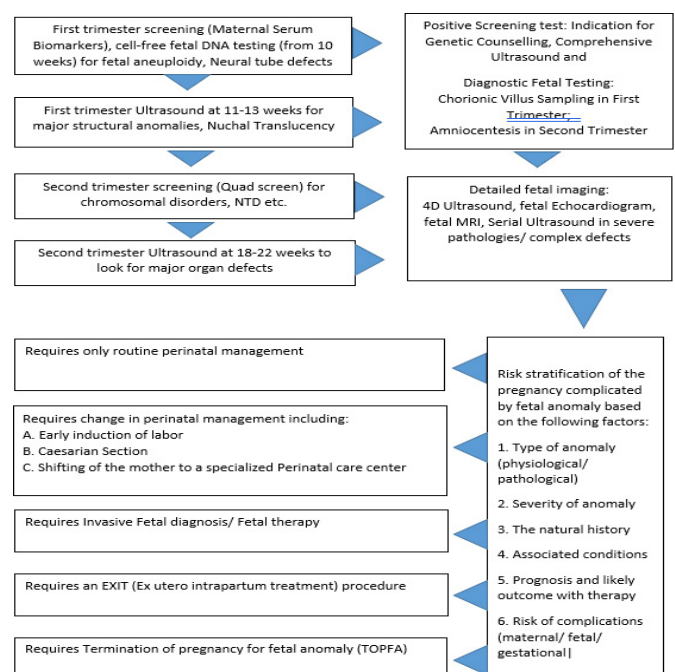 First trimester screening (Maternal Serum
Biomarkers), cell-free fetal DNA testing (from 10
weeks) for fetal aneuploidy, Neural tube defects
First trimester Ultrasound at 11-13 weeks for
major structural anomalies, Nuchal Translucency
Second trimester screening (Quad screen) for
chromosomal disorders, NTD etc.
Second trimester Ultrasound at 18-22 weeks to
look for major organ defects
Positive Screening test: Indication for
Genetic Counselling, Comprehensive
Ultrasound and
Diagnostic Fetal Testing:
Chorionic Villus Sampling in First
Trimester;
Amniocentesis in Second Trimester
Detailed fetal imaging:
4D Ultrasound, fetal Echocardiogram,
fetal MRI, Serial Ultrasound in severe
pathologies/ complex defects
Risk stratification of the
pregnancy complicated
by fetal anomaly based
on the following factors:
1. Type of anomaly
(physiological/
pathological)
2. Severity of anomaly
3. The natural history
4. Associated conditions
5. Prognosis and likely
outcome with therapy
6. Risk of complications
(maternal/ fetal/
gestational
Requires only routine perinatal management
Requires change in perinatal management including:
A. Early induction of labor
B. Caesarian Section
C. Shifting of the mother to a specialized Perinatal care center
Requires Invasive Fetal diagnosis/ Fetal therapy
Requires an EXIT (Ex utero intrapartum treatment) procedure
Requires Termination of pregnancy for fetal anomaly (TOPFA)